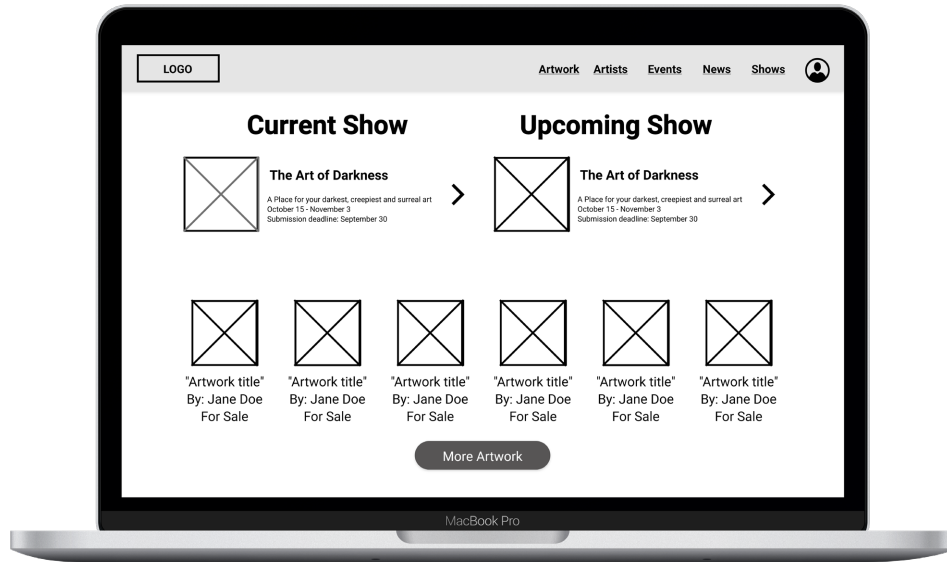 LOGO
Artwork Artists Events News Shows
Current Show
Upcoming Show
The Art of Darkness
A Place for your darkest, creepiest and surreal art
October 15 - November 3
Submission deadline: September 30
The Art of Darkness
A Place for your darkest, creepiest and surreal art
October 15 - November 3
Submission deadline: September 30
"Artwork title"
By: Jane Doe
For Sale
"Artwork title"
By: Jane Doe
For Sale
"Artwork title"
By: Jane Doe
For Sale
"Artwork title"
By: Jane Doe
For Sale
"Artwork title"
By: Jane Doe
For Sale
"Artwork title"
By: Jane Doe
For Sale
More Artwork
MacBook Pro